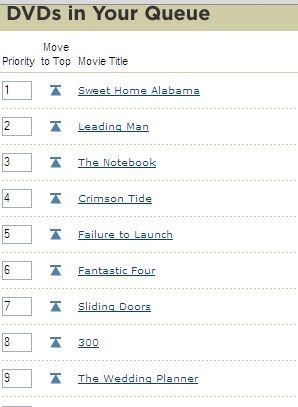 DVDs in Your Queue
Move
Priority to Top Movie Title
1 Sweet Home Alabama
2 Leading Man
3 The Notebook
4 Crimson Tide
5 Failure to Launch
6 Fantastic Four
7 Sliding Doors
8 300
9 The Wedding Planner